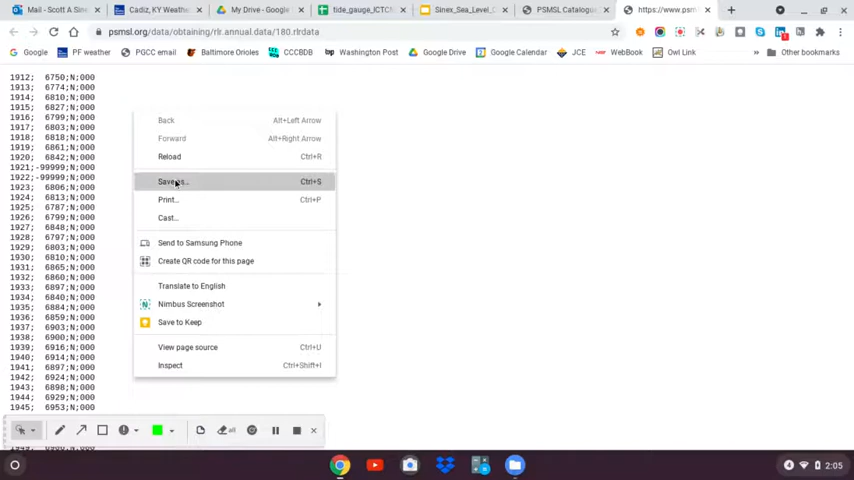 Mail - Scott A Sine
Cadiz, KY Weathe
My Drive - Google
tide_gauge_ICTCM
Sinex_Sea_Level_C
PSMSL Catalogue
https://www.psm
psmsl.org/data/obtaining/rlr.annual.data/180.rlrdata
Google
PF weather
PGCC email
Baltimore Orioles
CCCBDB
Washington Post
Google Drive
Google Calendar
JCE
WebBook
Owl Link
Other bookmarks
1912; 6750;N;000
1913; 6774;N;000
1914; 6810;N;000
1915; 6827;N;000
1916; 6799;N;000
1917; 6803;N;000
1918; 6818;N;000
1919; 6861;N;000
1920; 6842;N;000
1921;-99999;N;000
1922;-99999;N;000
1923; 6806;N;000
1924; 6813;N;000
1925; 6787;N;000
1926; 6799;N;000
1927; 6848;N;000
1928; 6797;N;000
1929; 6803;N;000
1930; 6810;N;000
1931; 6865;N;000
1932; 6860;N;000
1933; 6897;N;000
1934; 6840;N;000
1935; 6884;N;000
1936; 6859;N;000
1937; 6903;N;000
1938; 6900;N;000
1939; 6916;N;000
1940; 6914;N;000
1941; 6897;N;000
1942; 6924;N;000
1943; 6898;N;000
1944; 6929;N;000
1945; 6953;N;000
Back Alt+Left Arrow
Forward Alt+Right Arrow
Reload Ctrl+R
Save as... Ctrl+S
Print... Ctrl+P
Cast...
Send to Samsung Phone
Create QR code for this page
Translate to English
Nimbus Screenshot
Save to Keep
View page source Ctrl+U
Inspect Ctrl+Shift+I
all
4
2:05